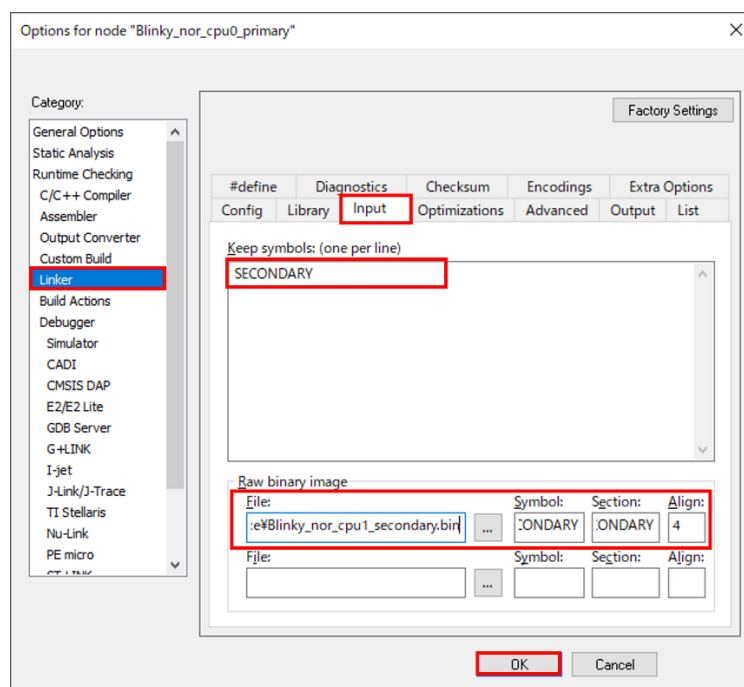 Options for node "Blinky_nor_cpu0_primary"
Category:
Factory Settings
General Options
Static Analysis
Runtime Checking
C/C++ Compiler
Assembler
Output Converter
Custom Build
Linker
Build Actions
Debugger
Simulator
CADI
CMSIS DAP
E2/E2 Lite
GDB Server
G+LINK
I-jet
J-Link/J-Trace
TI Stellaris
Nu-Link
PE micro
#define Diagnostics Checksum Encodings Extra Options
Config Library Input Optimizations Advanced Output List
Keep symbols: (one per line)
SECONDARY
Raw binary image
File: Symbol: Section: Align:
:e¥Blinky_nor_cpu1_secondary.bin ... CONDARY CONDARY 4
File: Symbol: Section: Align:
...
OK Cancel